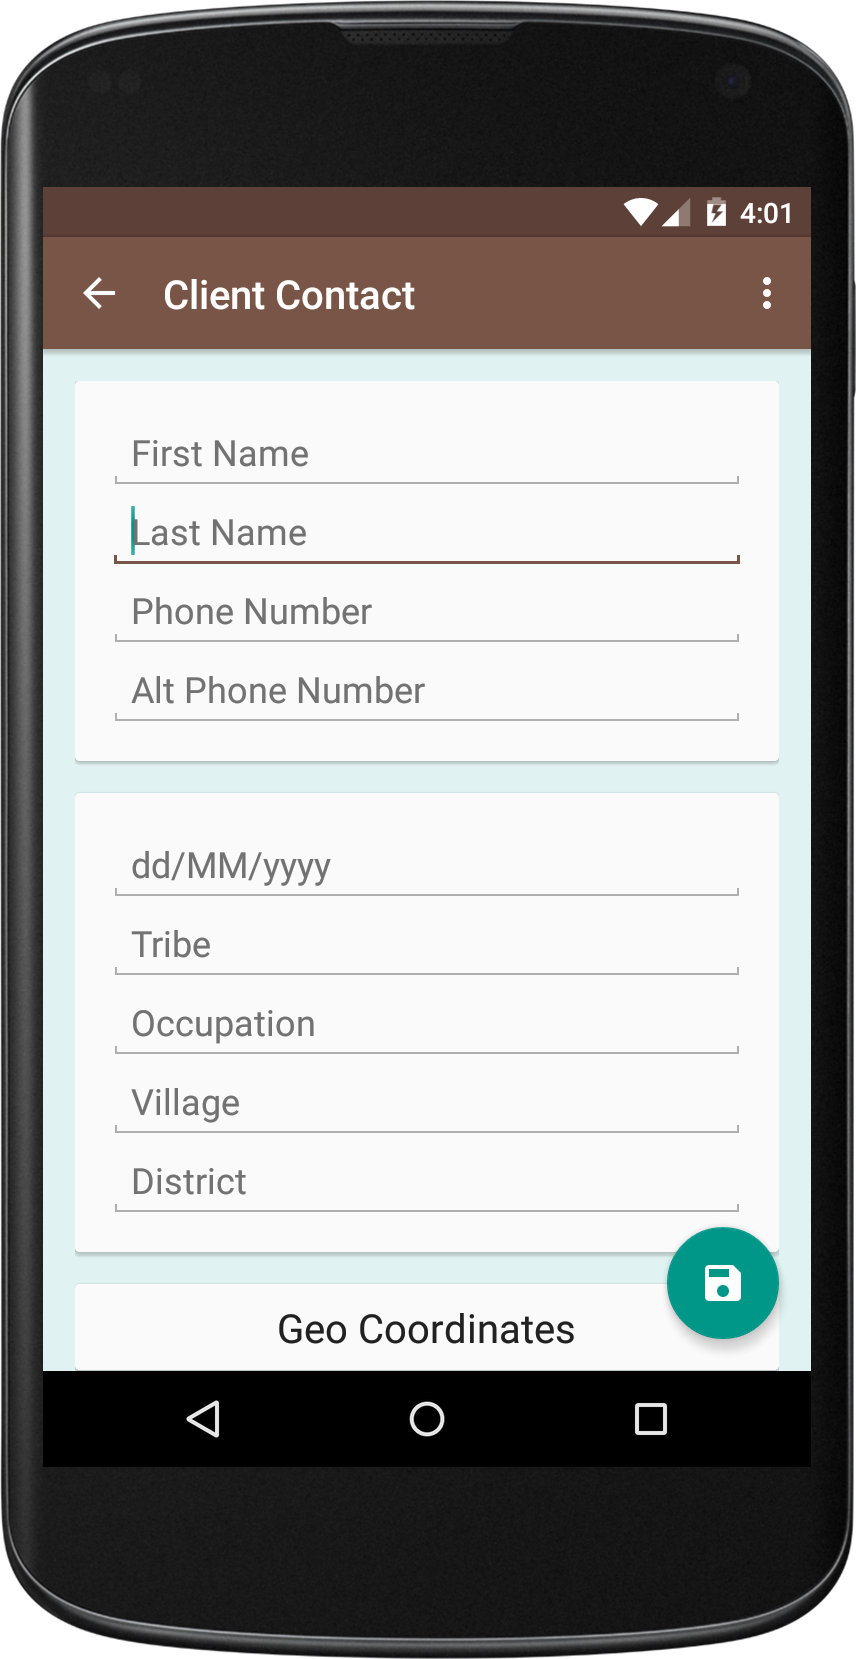 4:01
Client Contact
First Name
Last Name
Phone Number
Alt Phone Number
dd/MM/yyyy
Tribe
Occupation
Village
District
Geo Coordinates